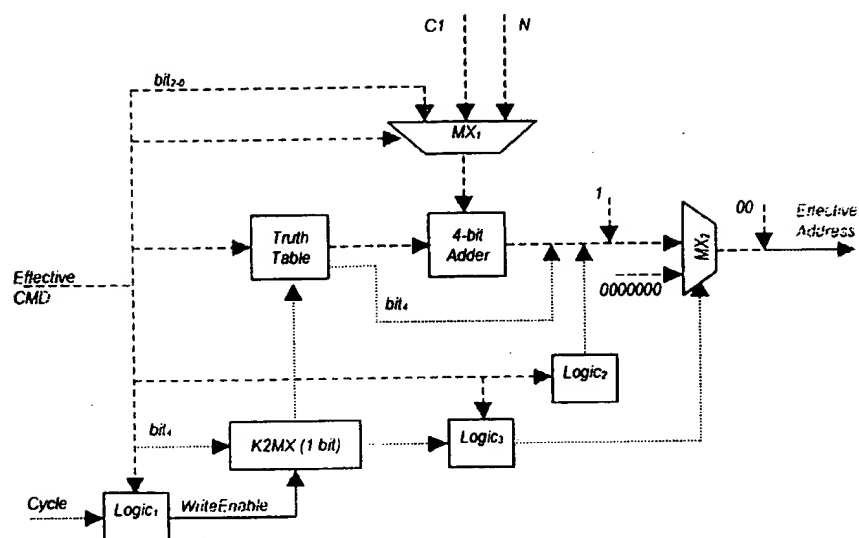 C1
N
bit₂₋₀
MX₁
1
00
Effective
Address
Truth
Table
4-bit
Adder
MX₂
Effective
CMD
bit₄
0000000
Logic₂
bit₄
K2MX (1 bit)
Logic₃
Cycle
Logic₁
WriteEnable